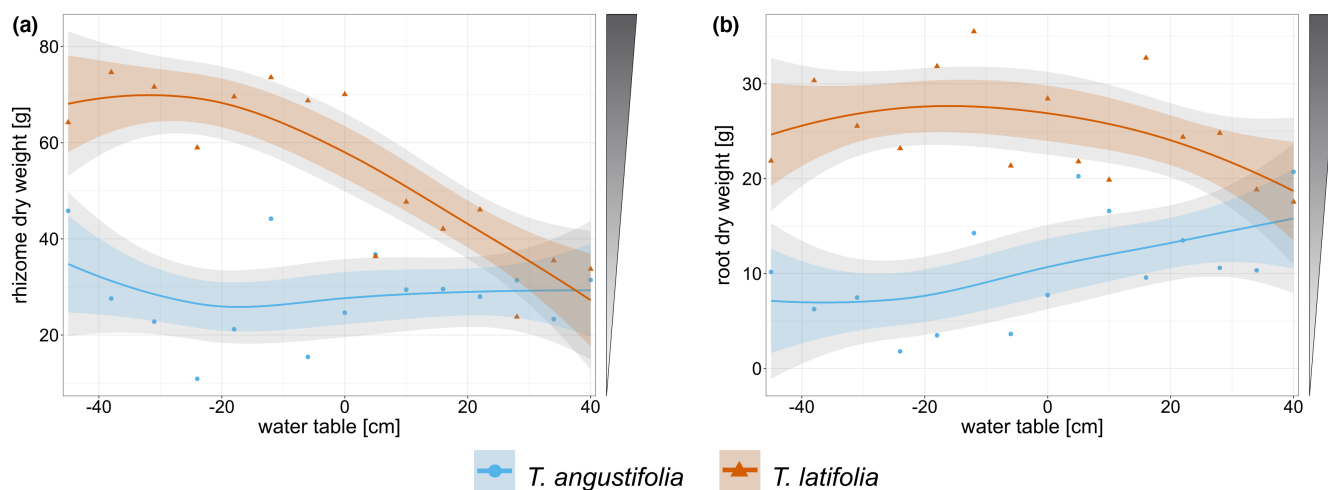 (a)
rhizome dry weight [g]
80
60
40
20
-40 -20 0 20 40
water table [cm]
(b)
root dry weight [g]
30
20
10
0
-40 -20 0 20 40
water table [cm]
T. angustifolia T. latifolia